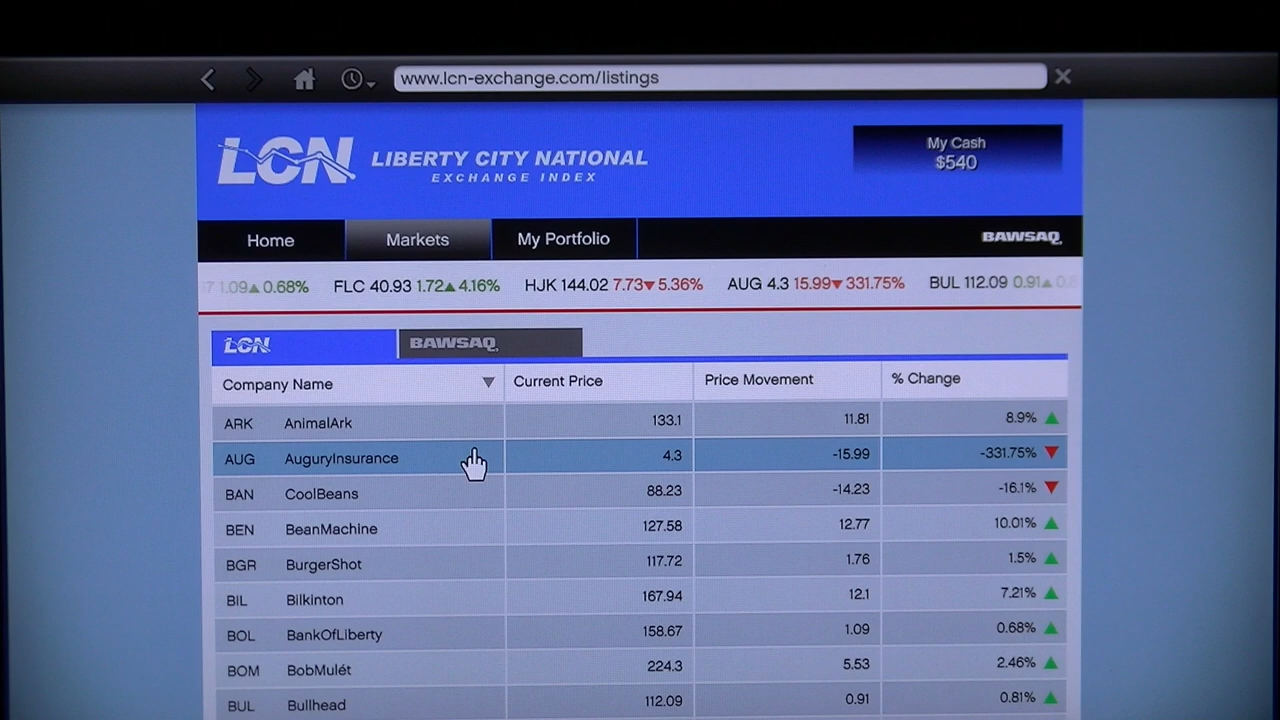 www.lcn-exchange.com/listings
LCN LIBERTY CITY NATIONAL
EXCHANGE INDEX
My Cash
$540
Home Markets My Portfolio BAWSAQ
1.09 0.68% FLC 40.93 1.72 4.16% HJK 144.02 7.73 5.36% AUG 4.3 15.99 331.75% BUL 112.09 0.91
LCN BAWSAQ
Company Name Current Price Price Movement % Change
ARK AnimalArk 133.1 11.81 8.9%
AUG AuguryInsurance 4.3 -15.99 -331.75%
BAN CoolBeans 88.23 -14.23 -16.1%
BEN BeanMachine 127.58 12.77 10.01%
BGR BurgerShot 117.72 1.76 1.5%
BIL Bilkinton 167.94 12.1 7.21%
BOL BankOfLiberty 158.67 1.09 0.68%
BOM BobMulét 224.3 5.53 2.46%
BUL Bullhead 112.09 0.91 0.81%